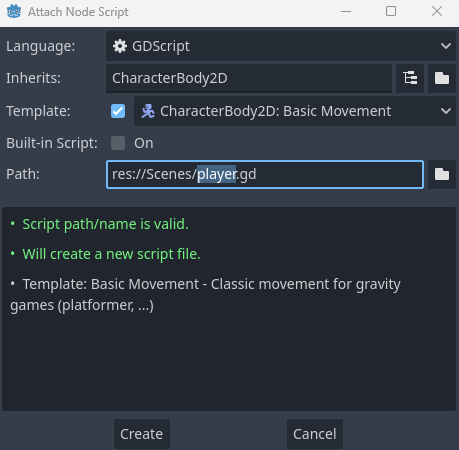 Attach Node Script
Language: GDScript
Inherits: CharacterBody2D
Template: CharacterBody2D: Basic Movement
Built-in Script: On
Path: res://Scenes/player.gd
• Script path/name is valid.
• Will create a new script file.
• Template: Basic Movement - Classic movement for gravity
games (platformer, ...)
Create Cancel